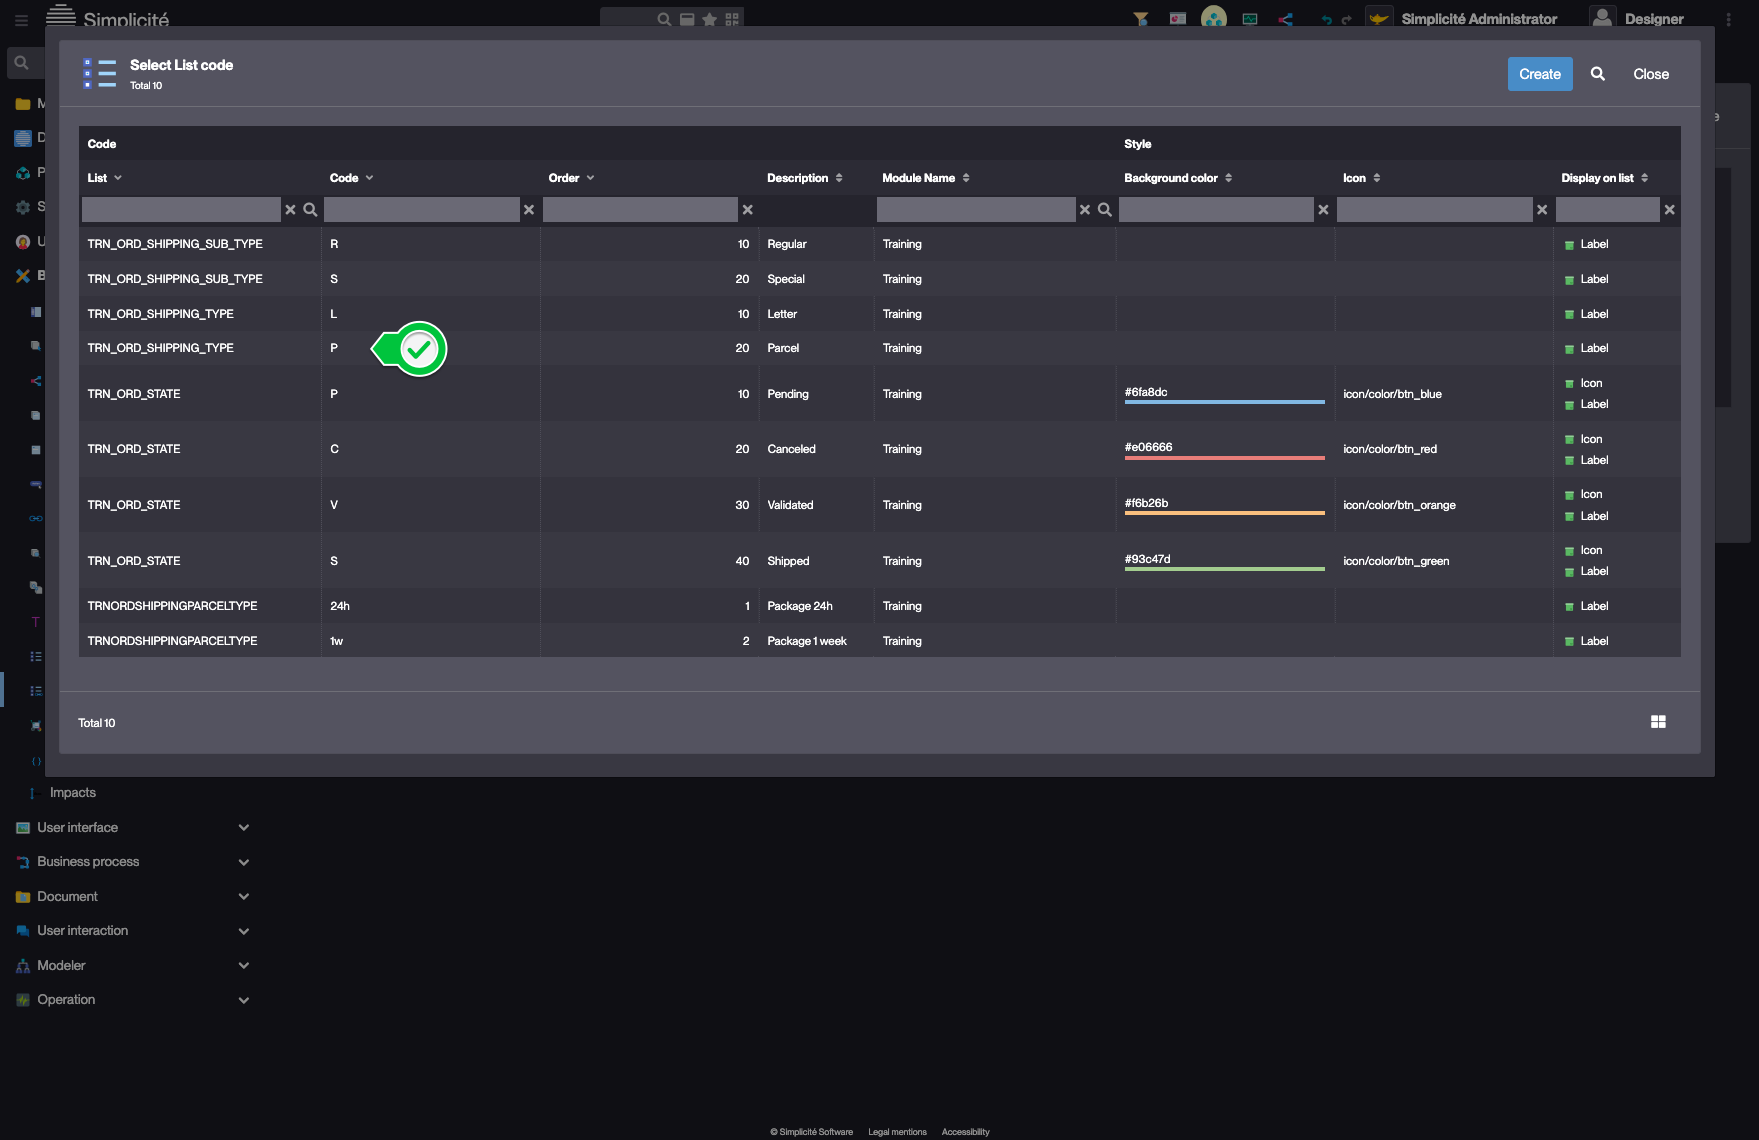 Simplicité
Simplicité Administrator
Designer
Select List code
Total 10
Create
Close
Code
Style
List
Code
Order
Description
Module Name
Background color
Icon
Display on list
TRN_ORD_SHIPPING_SUB_TYPE R 10 Regular Training Label
TRN_ORD_SHIPPING_SUB_TYPE S 20 Special Training Label
TRN_ORD_SHIPPING_TYPE L 10 Letter Training Label
TRN_ORD_SHIPPING_TYPE P 20 Parcel Training Label
TRN_ORD_STATE P 10 Pending Training #6fa8dc icon/color/btn_blue Icon
Label
TRN_ORD_STATE C 20 Canceled Training #e06666 icon/color/btn_red Icon
Label
TRN_ORD_STATE V 30 Validated Training #f6b26b icon/color/btn_orange Icon
Label
TRN_ORD_STATE S 40 Shipped Training #93c47d icon/color/btn_green Icon
Label
TRNORDSHIPPINGPARCELTYPE 24h 1 Package 24h Training Label
TRNORDSHIPPINGPARCELTYPE 1w 2 Package 1 week Training Label
Total 10
Impacts
User interface
Business process
Document
User interaction
Modeler
Operation
© Simplicité Software Legal mentions Accessibility